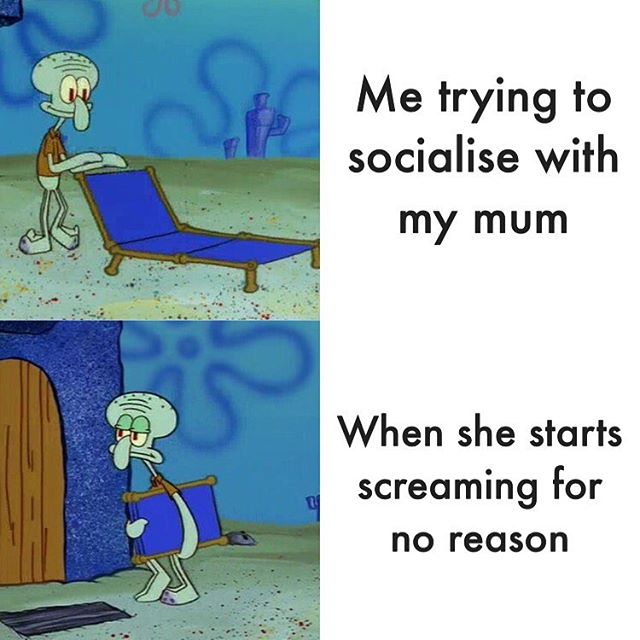 Me trying to
socialise with
my mum
When she starts
screaming for
no reason